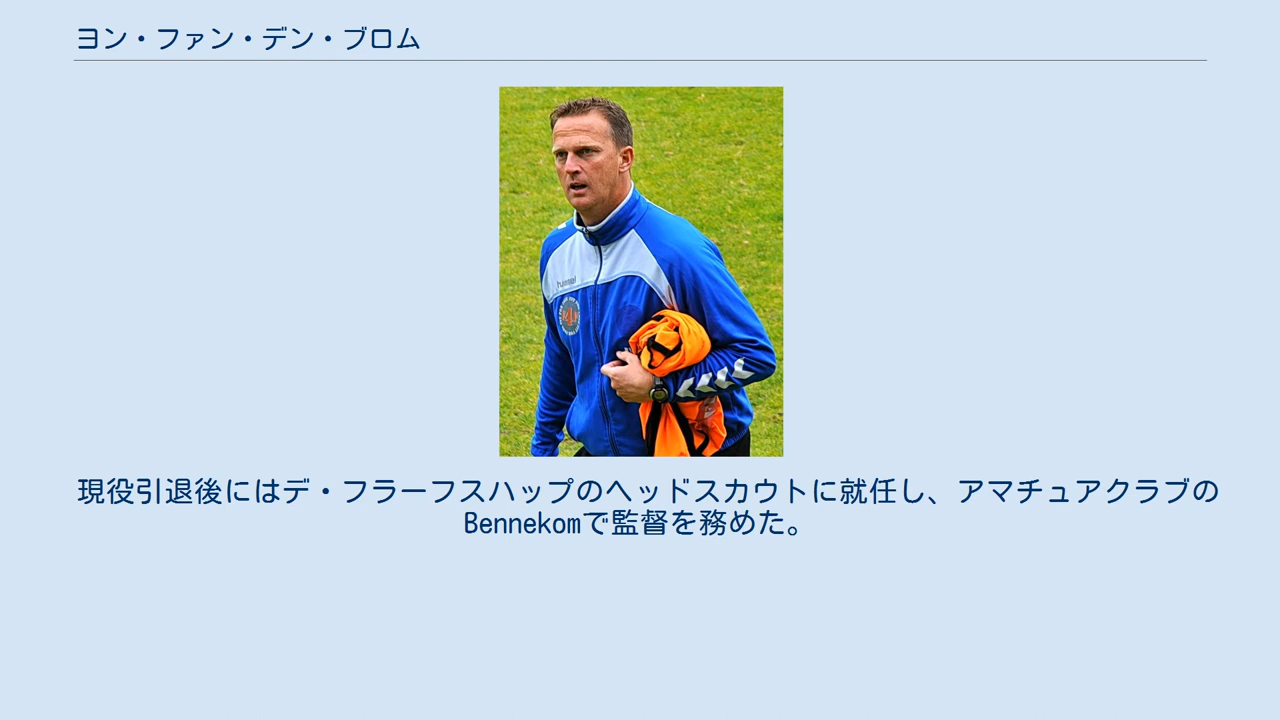 ヨン・ファン・デン・ブロム
hummel
現役引退後にはデ・フラーフスハップのヘッドスカウトに就任し、アマチュアクラブの
Bennekomで監督を務めた。